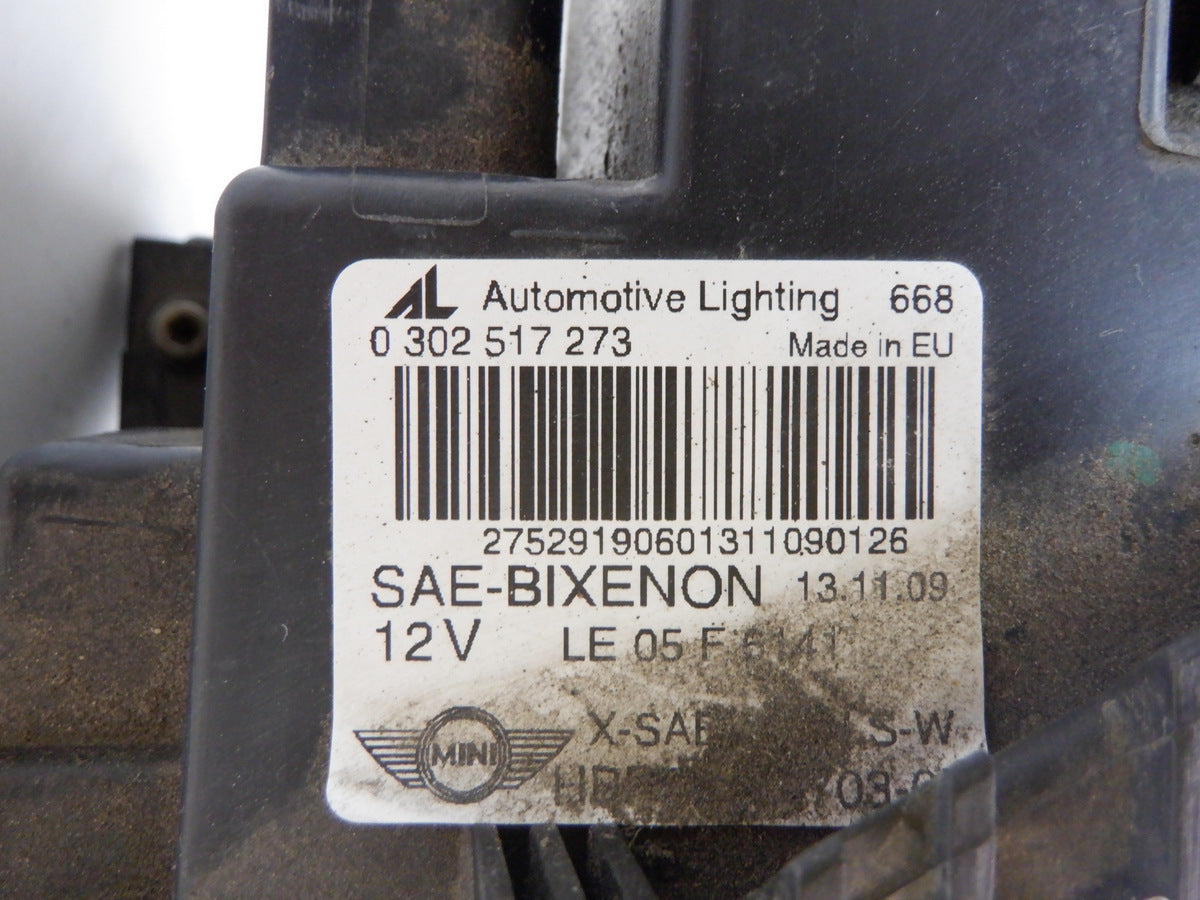 AL Automotive Lighting 668
0 302 517 273 Made in EU
27529190601311090126
SAE-BIXENON 13.11.09
12V LE 05 F 6141
MINI S-W